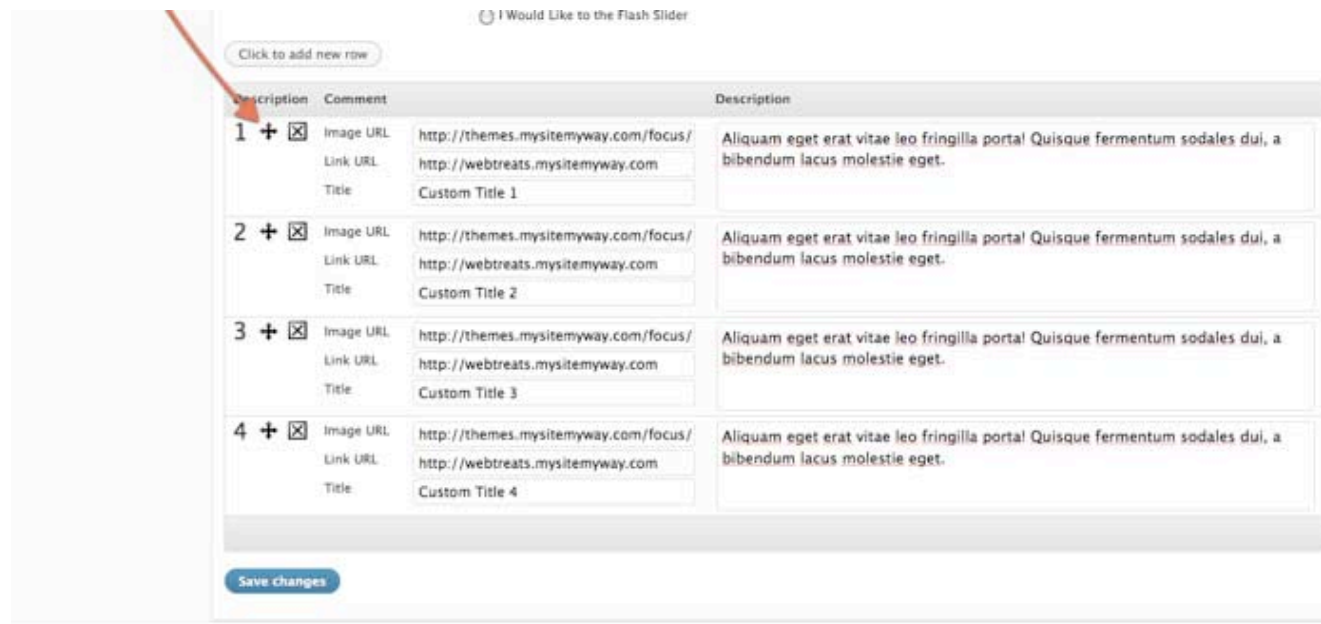 I Would Like to the Flash Slider
Click to add new row
Description Comment Description
1 Image URL http://themes.mysitemyway.com/focus/ Aliquam eget erat vitae leo fringilla porta! Quisque fermentum sodales dui, a
Link URL http://webtreats.mysitemyway.com bibendum lacus molestie eget.
Title Custom Title 1
2 Image URL http://themes.mysitemyway.com/focus/ Aliquam eget erat vitae leo fringilla porta! Quisque fermentum sodales dui, a
Link URL http://webtreats.mysitemyway.com bibendum lacus molestie eget.
Title Custom Title 2
3 Image URL http://themes.mysitemyway.com/focus/ Aliquam eget erat vitae leo fringilla porta! Quisque fermentum sodales dui, a
Link URL http://webtreats.mysitemyway.com bibendum lacus molestie eget.
Title Custom Title 3
4 Image URL http://themes.mysitemyway.com/focus/ Aliquam eget erat vitae leo fringilla porta! Quisque fermentum sodales dui, a
Link URL http://webtreats.mysitemyway.com bibendum lacus molestie eget.
Title Custom Title 4
Save changes